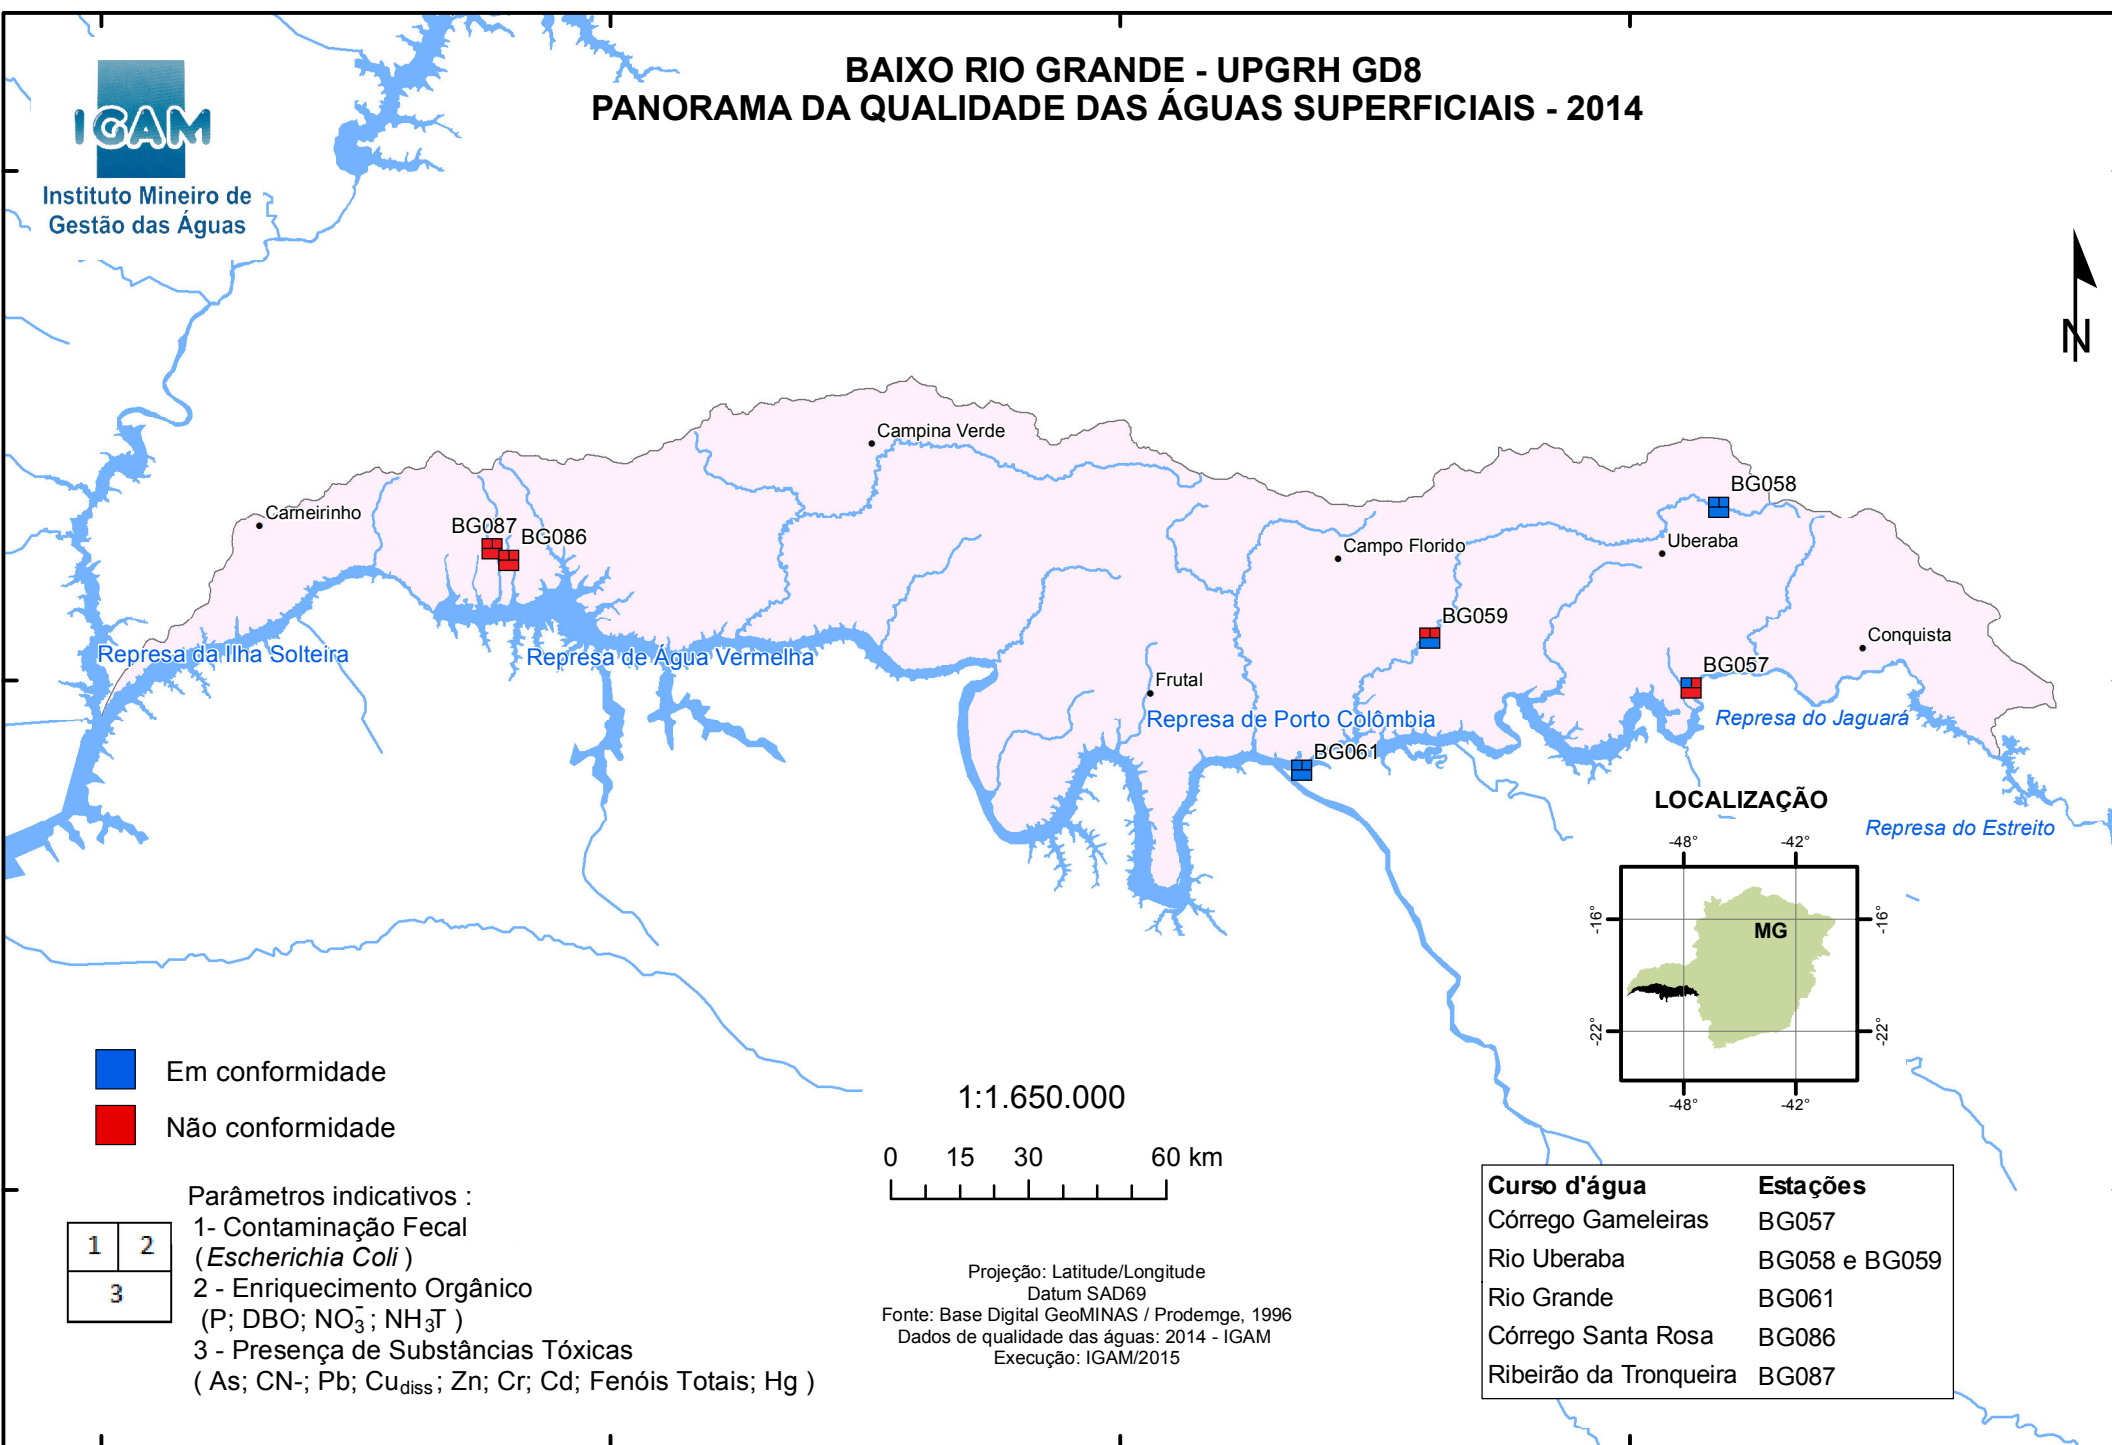 BAIXO RIO GRANDE - UPGRH GD8
PANORAMA DA QUALIDADE DAS ÁGUAS SUPERFICIAIS - 2014
IGAM
Instituto Mineiro de
Gestão das Águas
N
Campina Verde
Carneirinho
BG087
BG086
BG058
Uberaba
Campo Florido
BG059
Conquista
BG057
Represa da Ilha Solteira
Represa de Água Vermelha
Frutal
Represa de Porto Colômbia
Represa do Jaguará
BG061
LOCALIZAÇÃO
Represa do Estreito
-48° -42°
-16° -16°
MG
-22° -22°
-48° -42°
Em conformidade
Não conformidade
1:1.650.000
0 15 30 60 km
Parâmetros indicativos :
1 2
3
1- Contaminação Fecal
(Escherichia Coli )
2 - Enriquecimento Orgânico
(P; DBO; NO3-; NH3T )
3 - Presença de Substâncias Tóxicas
( As; CN-; Pb; Cudiss; Zn; Cr; Cd; Fenóis Totais; Hg )
Projeção: Latitude/Longitude
Datum SAD69
Fonte: Base Digital GeoMINAS / Prodemge, 1996
Dados de qualidade das águas: 2014 - IGAM
Execução: IGAM/2015
Curso d'água Estações
Córrego Gameleiras BG057
Rio Uberaba BG058 e BG059
Rio Grande BG061
Córrego Santa Rosa BG086
Ribeirão da Tronqueira BG087